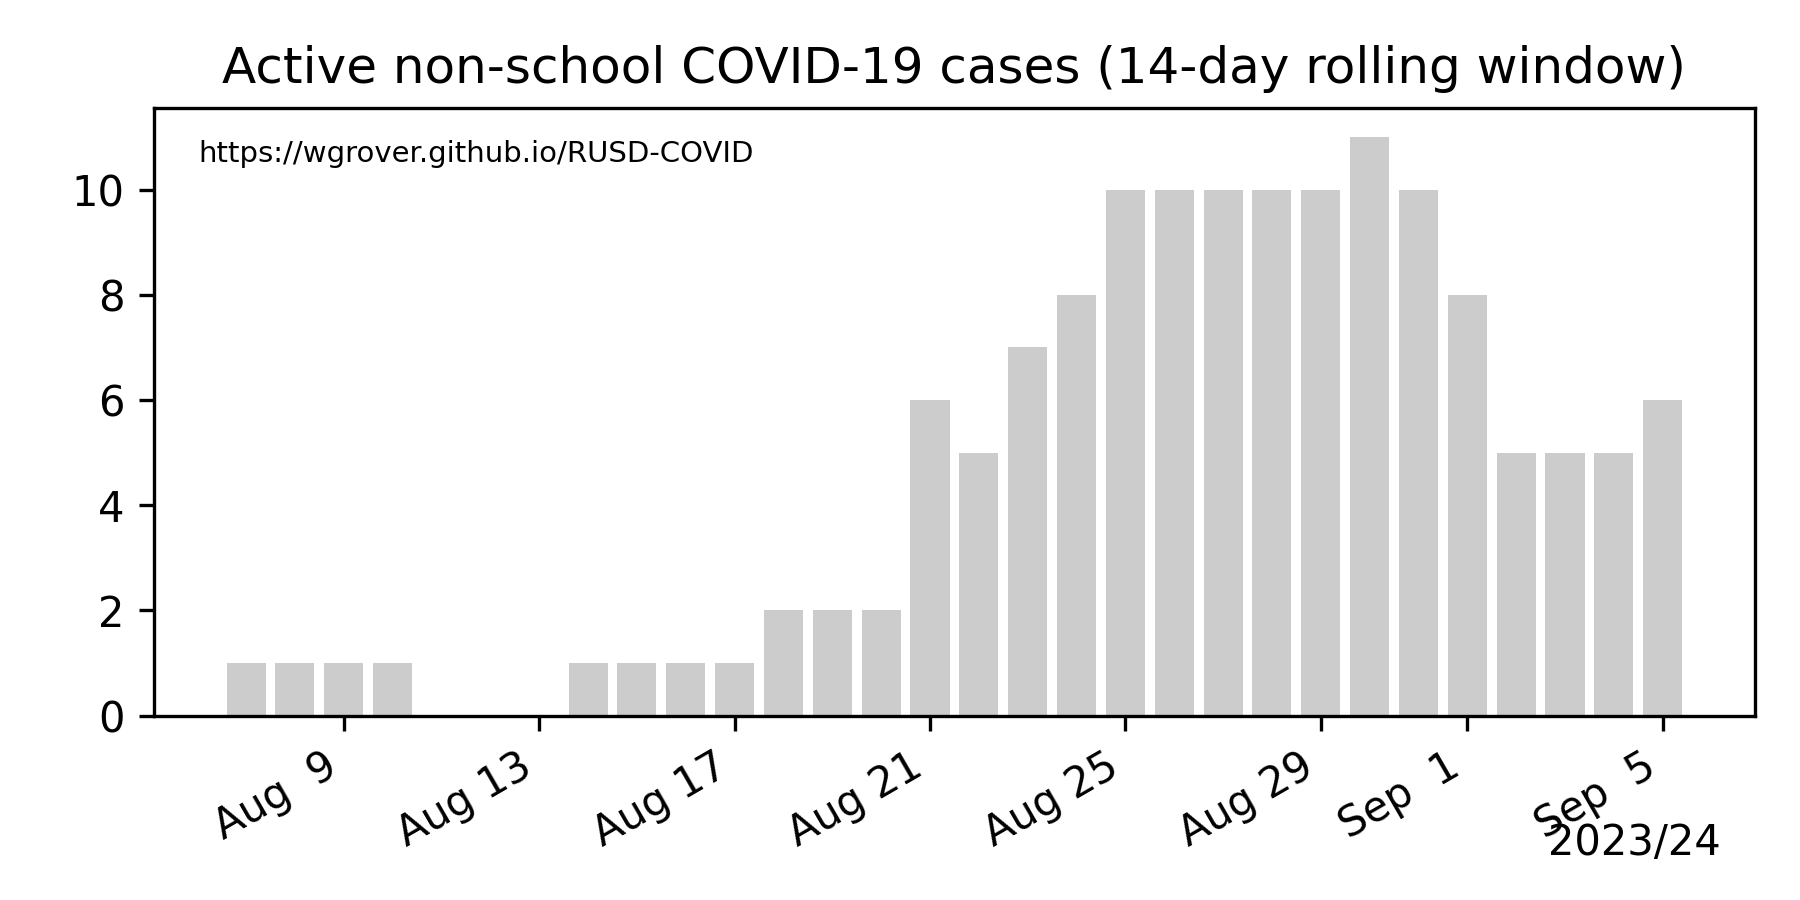 Active non-school COVID-19 cases (14-day rolling window)
https://wgrover.github.io/RUSD-COVID
10
8
6
4
2
0
Aug 9
Aug 13
Aug 17
Aug 21
Aug 25
Aug 29
Sep 1
Sep 5
2023/24